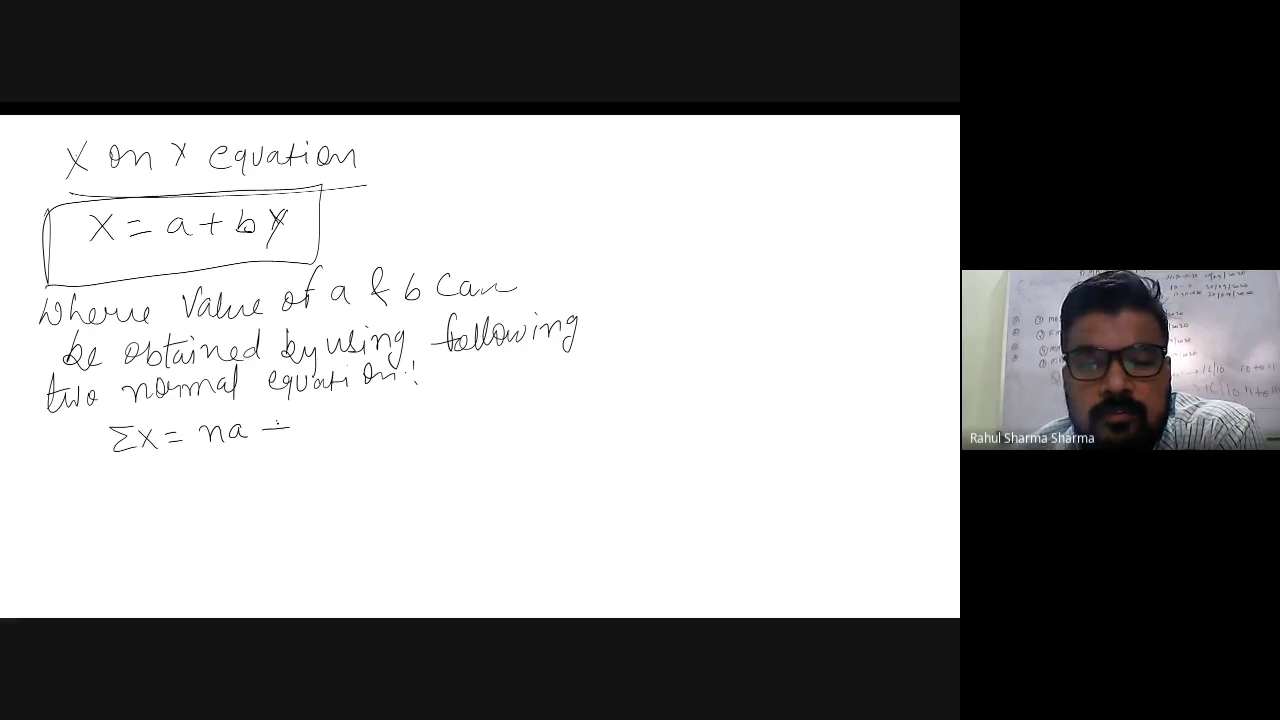 X on Y equation
X = a + bY
Where Value of a & b Can
be obtained by using following
two normal equation:!
ΣX = na +
Rahul Sharma Sharma